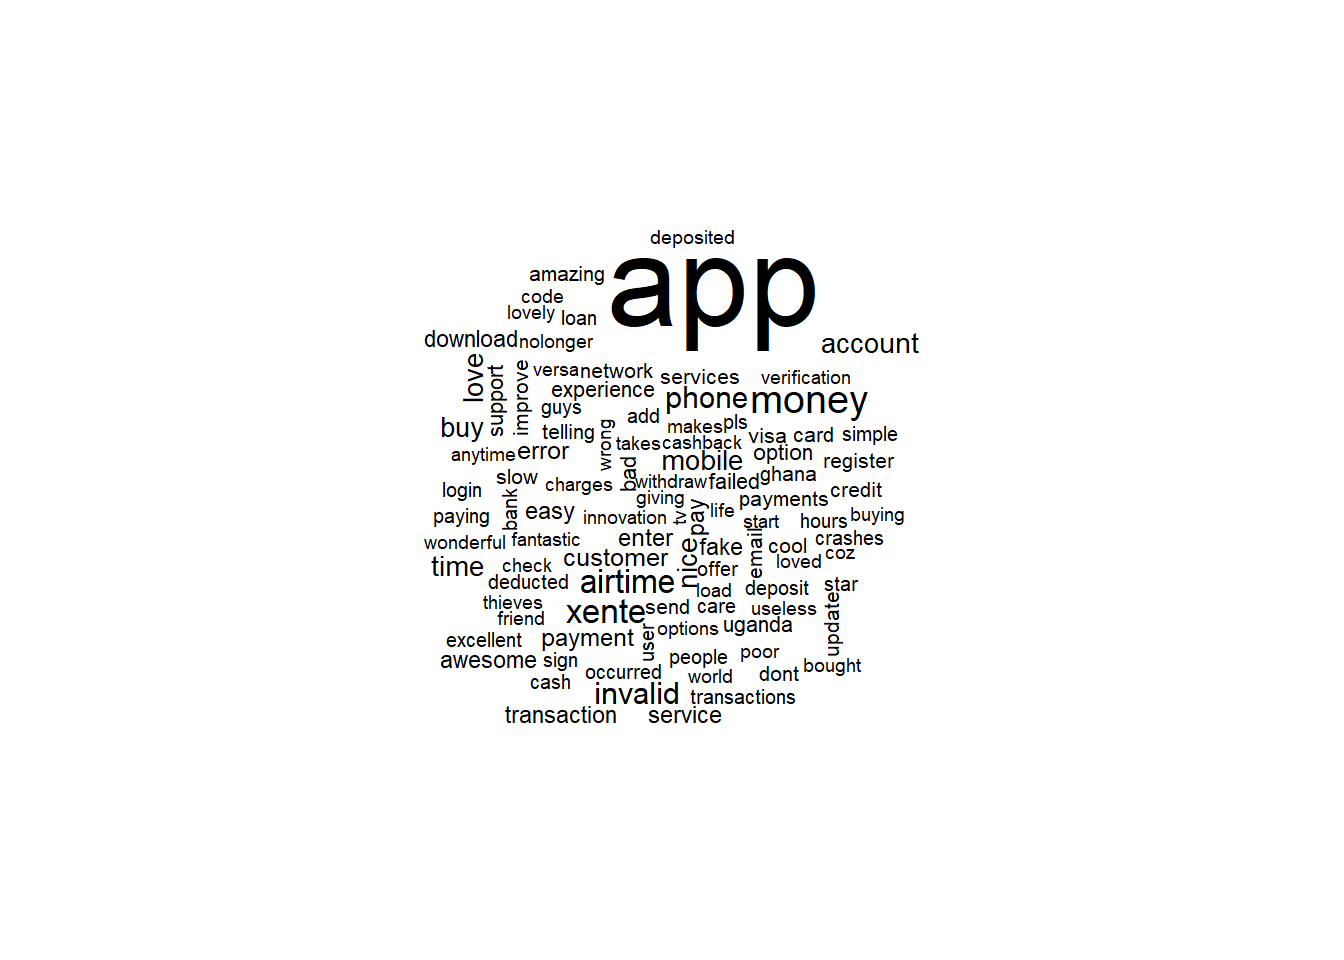 deposited
app
amazing
code
lovely
loan
download
nolonger
account
love
support
improve
versa
network
experience
services
verification
guys
phone
money
buy
telling
add
makes
pls
wrong
takes
cashback
visa
card
simple
anytime
error
bad
mobile
option
register
slow
charges
withdraw
failed
ghana
login
bank
giving
payments
credit
paying
easy
innovation
tv
pay
life
start
hours
buying
wonderful
fantastic
enter
nice
fake
email
cool
crashes
coz
time
check
customer
offer
loved
deducted
airtime
load
deposit
star
thieves
friend
xente
send
care
useless
update
excellent
payment
user
options
uganda
awesome
sign
occurred
people
poor
bought
cash
world
dont
invalid
transactions
transaction
service